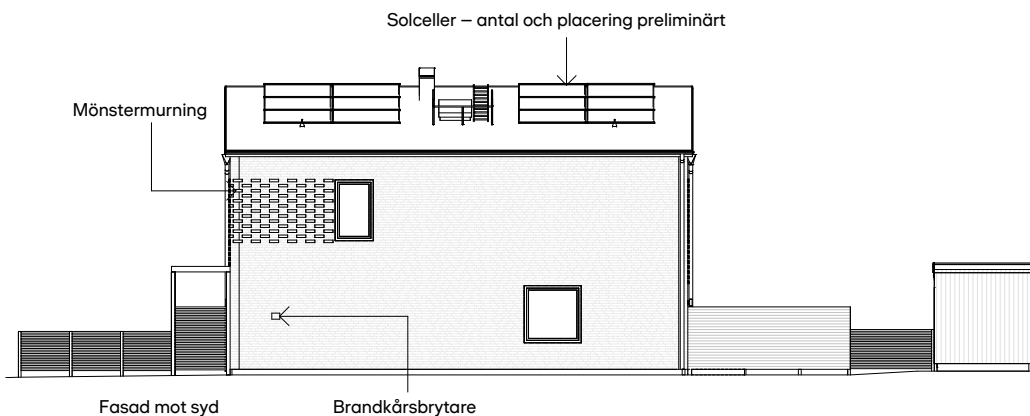 Solceller – antal och placering preliminärt
Mönstermurning
Fasad mot syd
Brandkårsbrytare